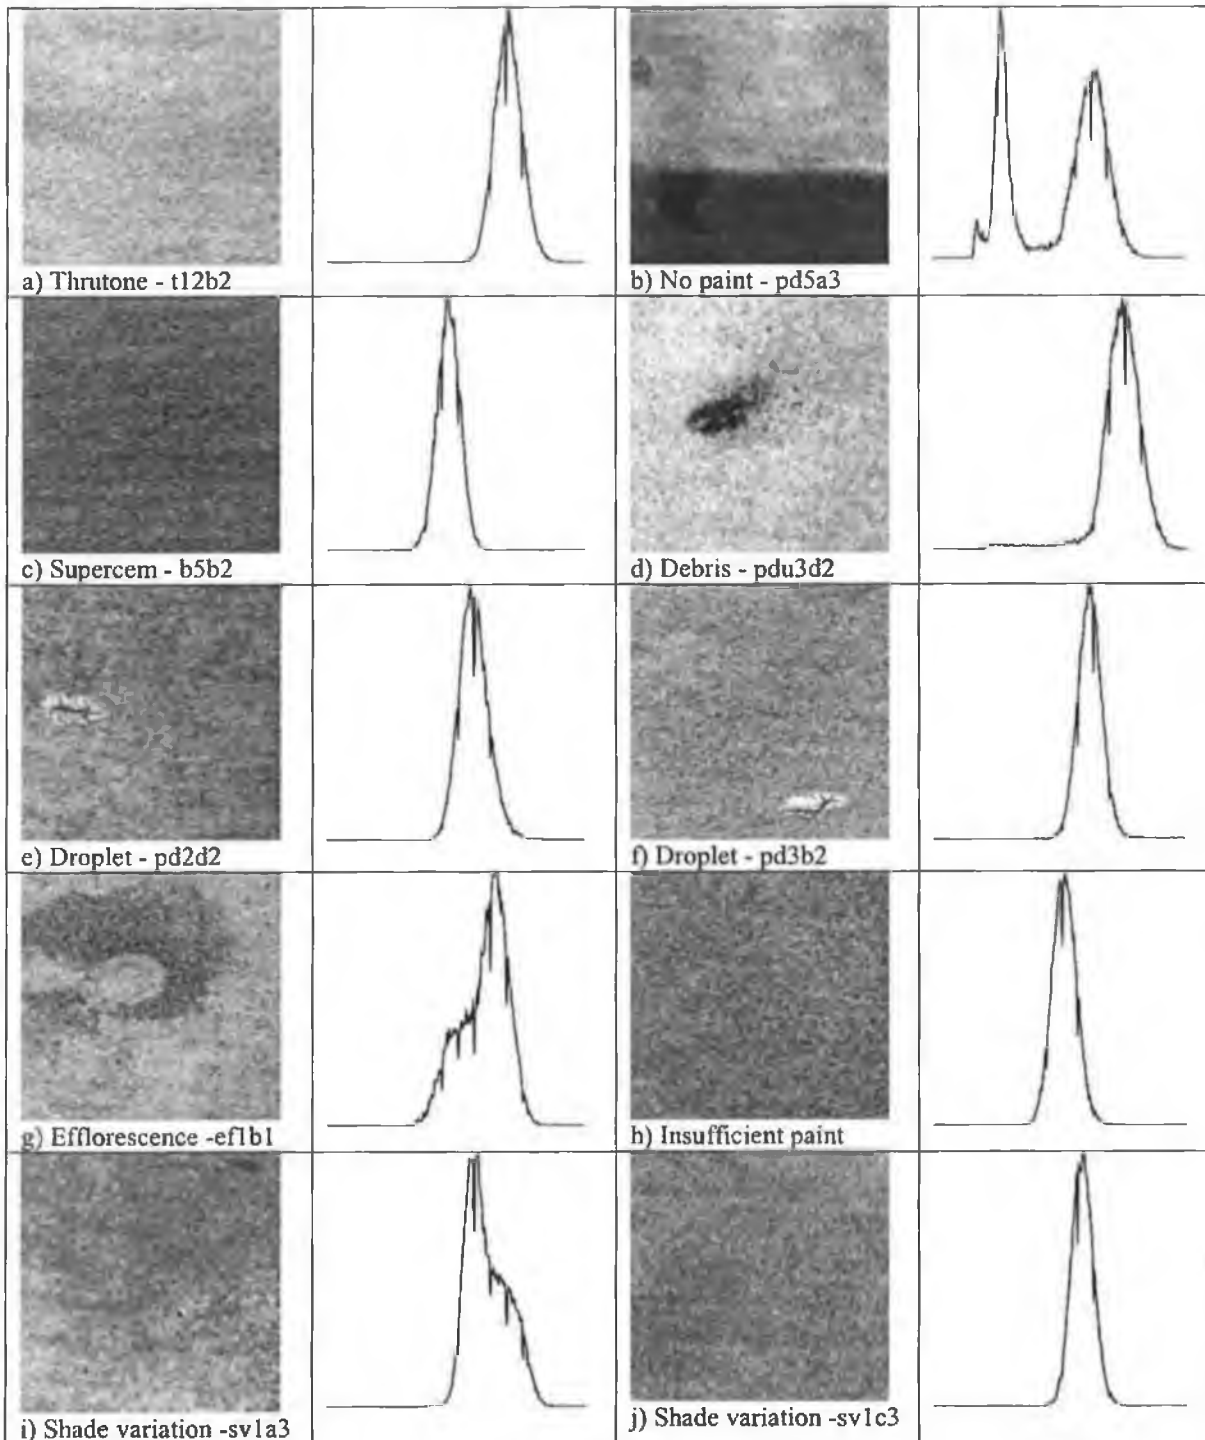 a) Thrutone - t12b2
b) No paint - pd5a3
c) Supercem - b5b2
d) Debris - pdu3d2
e) Droplet - pd2d2
f) Droplet - pd3b2
g) Efflorescence -ef1b1
h) Insufficient paint
i) Shade variation -sv1a3
j) Shade variation -sv1c3